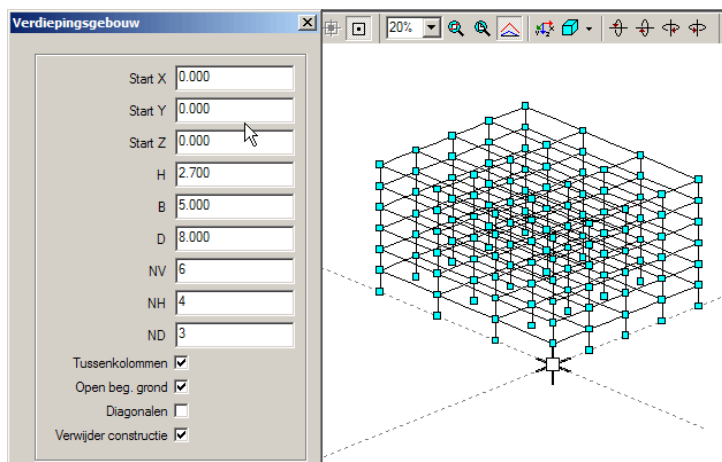 Verdiepingsgebouw
20%
Start X 0.000
Start Y 0.000
Start Z 0.000
H 2.700
B 5.000
D 8.000
NV 6
NH 4
ND 3
Tussenkolommen
Open beg. grond
Diagonalen
Verwijder constructie